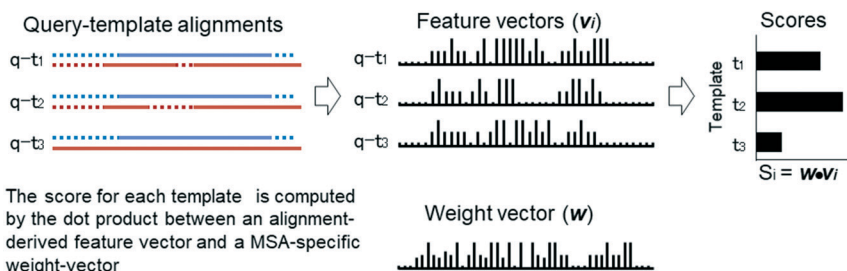 Query-template alignments
Feature vectors (vi)
Scores
q-t1
q-t2
q-t3
q-t1
q-t2
q-t3
Template
t1
t2
t3
Si = w•vi
The score for each template is computed
by the dot product between an alignment-
derived feature vector and a MSA-specific
weight-vector
Weight vector (w)